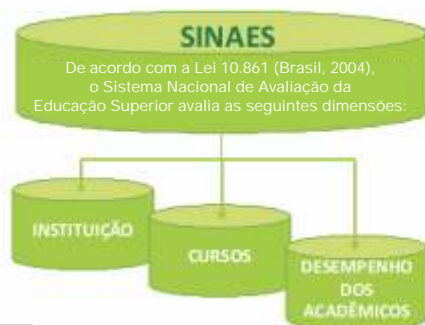 SINAES
De acordo com a Lei 10.861 (Brasil, 2004),
o Sistema Nacional de Avaliação da
Educação Superior avalia as seguintes dimensões:
INSTITUIÇÃO
CURSOS
DESEMPENHO
DOS
ACADÊMICOS